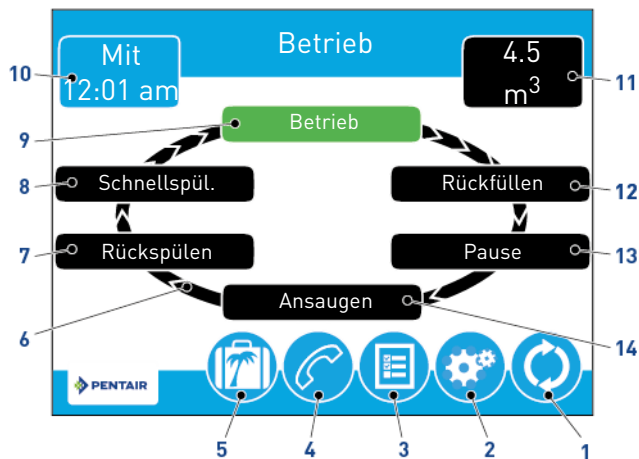 Betrieb
Mit
12:01 am
4.5
m³
10
11
9
Betrieb
8
Schnellspül.
Rückfüllen
12
7
Rückspülen
Pause
13
6
Ansaugen
14
PENTAIR
5
4
3
2
1